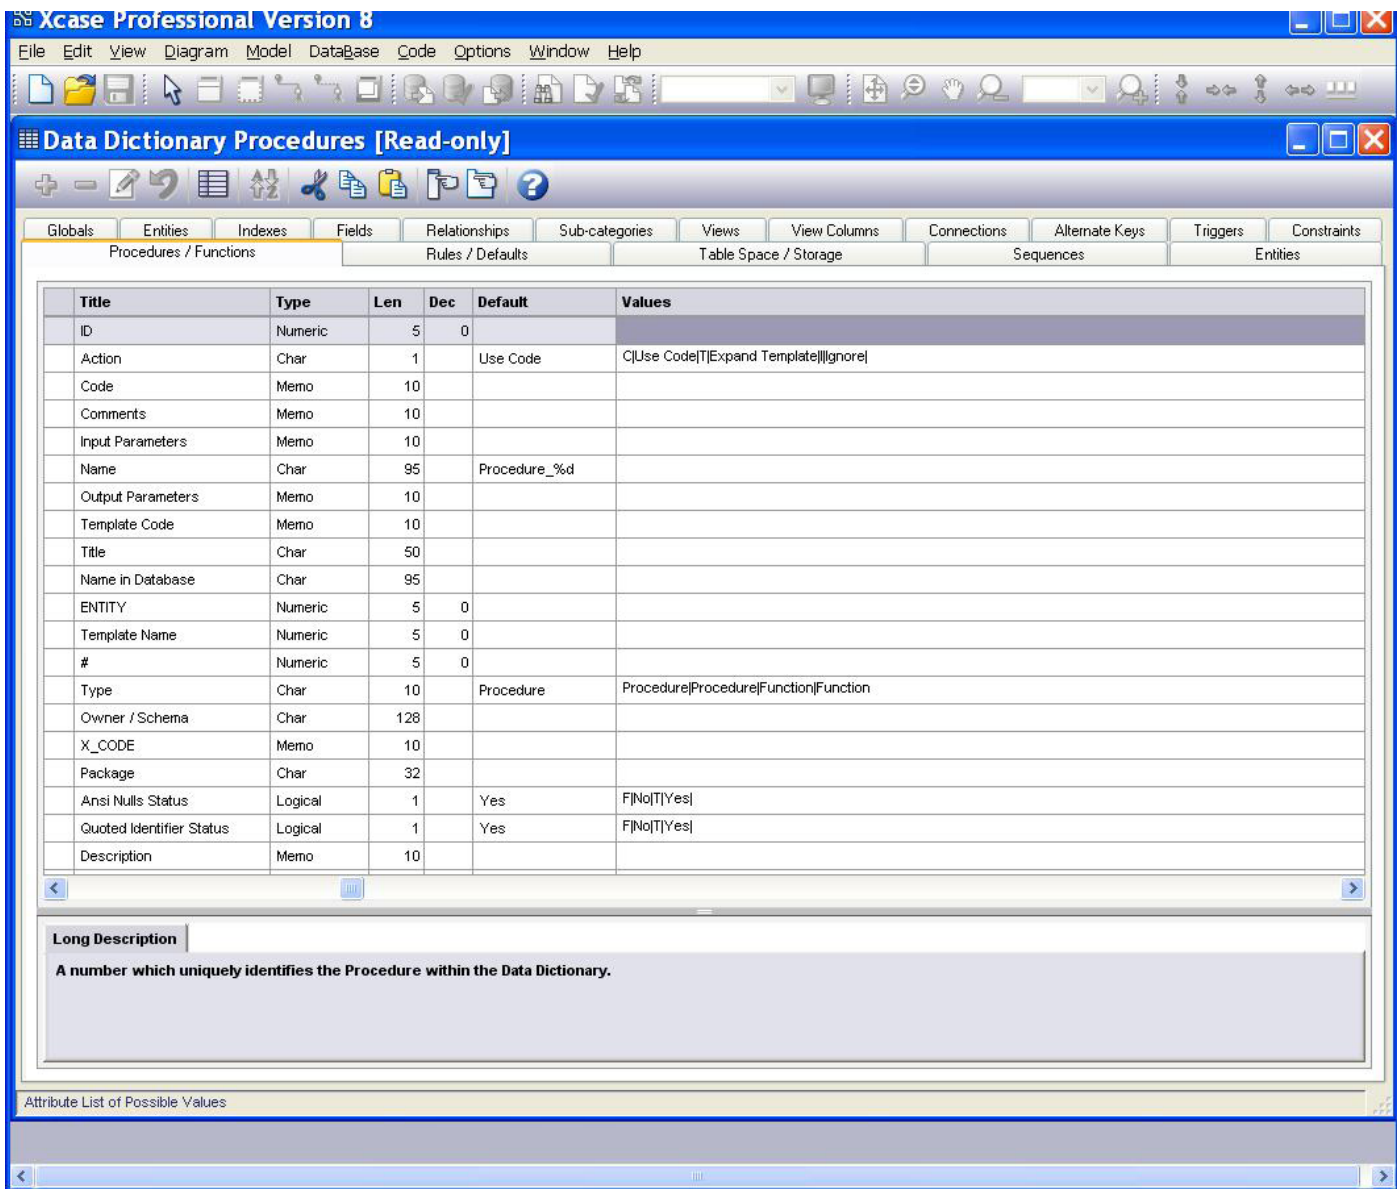 Xcase Professional Version 8
File Edit View Diagram Model DataBase Code Options Window Help
Data Dictionary Procedures [Read-only]
Globals Entities Indexes Fields Relationships Sub-categories Views View Columns Connections Alternate Keys Triggers Constraints
Procedures / Functions Rules / Defaults Table Space / Storage Sequences Entities
Title Type Len Dec Default Values
ID Numeric 5 0
Action Char 1 Use Code C|Use Code|T|Expand Template|I|Ignore|
Code Memo 10
Comments Memo 10
Input Parameters Memo 10
Name Char 95 Procedure_%d
Output Parameters Memo 10
Template Code Memo 10
Title Char 50
Name in Database Char 95
ENTITY Numeric 5 0
Template Name Numeric 5 0
# Numeric 5 0
Type Char 10 Procedure Procedure|Procedure|Function|Function
Owner / Schema Char 128
X_CODE Memo 10
Package Char 32
Ansi Nulls Status Logical 1 Yes F|No|T|Yes|
Quoted Identifier Status Logical 1 Yes F|No|T|Yes|
Description Memo 10
Long Description
A number which uniquely identifies the Procedure within the Data Dictionary.
Attribute List of Possible Values